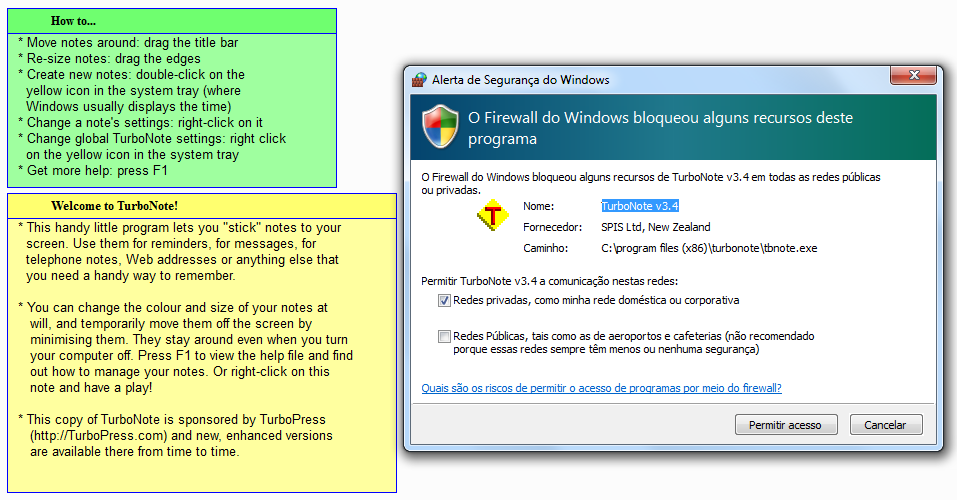 How to...
* Move notes around: drag the title bar
* Re-size notes: drag the edges
* Create new notes: double-click on the
yellow icon in the system tray (where
Windows usually displays the time)
* Change a note's settings: right-click on it
* Change global TurboNote settings: right click
on the yellow icon in the system tray
* Get more help: press F1
Welcome to TurboNote!
* This handy little program lets you "stick" notes to your
screen. Use them for reminders, for messages, for
telephone notes, Web addresses or anything else that
you need a handy way to remember.
* You can change the colour and size of your notes at
will, and temporarily move them off the screen by
minimising them. They stay around even when you turn
your computer off. Press F1 to view the help file and find
out how to manage your notes. Or right-click on this
note and have a play!
* This copy of TurboNote is sponsored by TurboPress
(http://TurboPress.com) and new, enhanced versions
are available there from time to time.
Alerta de Segurança do Windows
O Firewall do Windows bloqueou alguns recursos deste
programa
O Firewall do Windows bloqueou alguns recursos de TurboNote v3.4 em todas as redes públicas
ou privadas.
T
Nome: TurboNote v3.4
Fornecedor: SPIS Ltd, New Zealand
Caminho: C:\program files (x86)\turbonote\tbnote.exe
Permitir TurboNote v3.4 a comunicação nestas redes:
Redes privadas, como minha rede doméstica ou corporativa
Redes Públicas, tais como as de aeroportos e cafeterias (não recomendado
porque essas redes sempre têm menos ou nenhuma segurança)
Quais são os riscos de permitir o acesso de programas por meio do firewall?
Permitir acesso
Cancelar